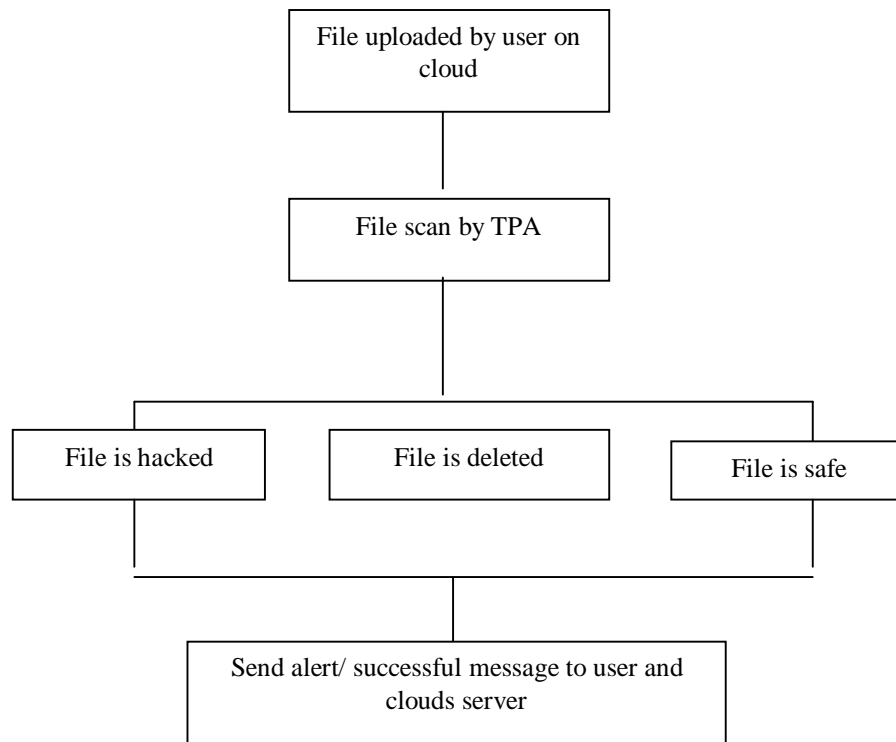 File uploaded by user on
cloud
File scan by TPA
File is hacked
File is deleted
File is safe
Send alert/ successful message to user and
clouds server